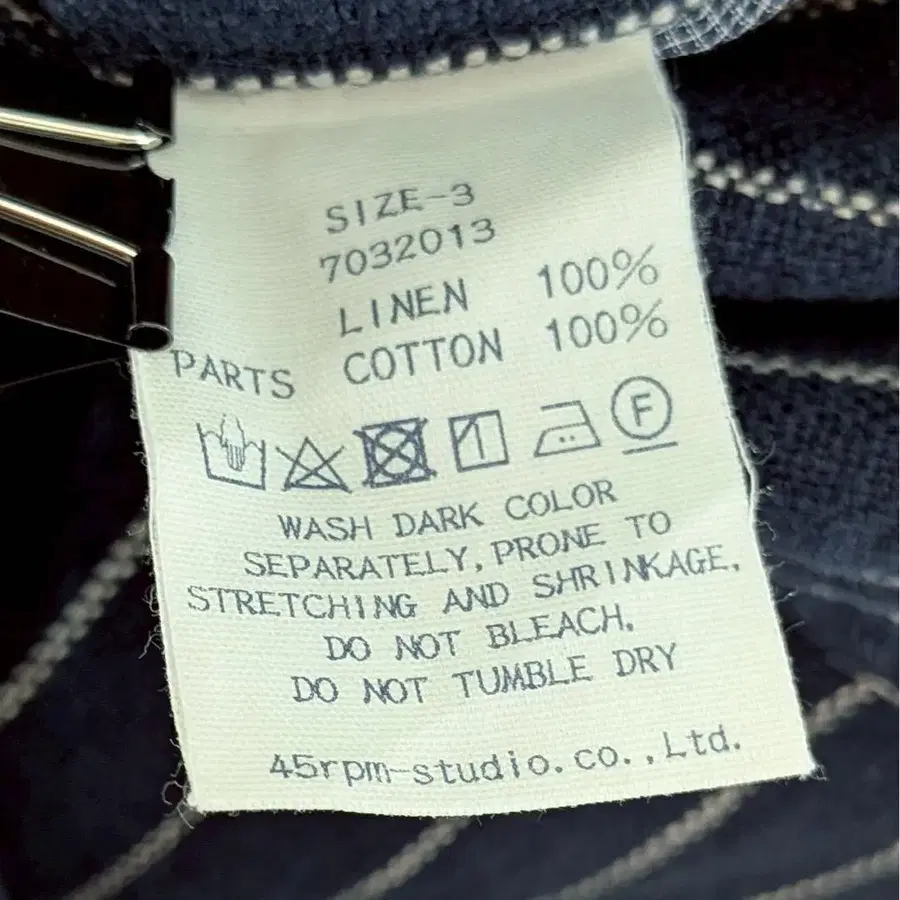 SIZE-3
7032013
LINEN 100%
PARTS COTTON 100%
F
WASH DARK COLOR
SEPARATELY, PRONE TO
STRETCHING AND SHRINKAGE.
DO NOT BLEACH.
DO NOT TUMBLE DRY
45rpm-studio.co.,Ltd.